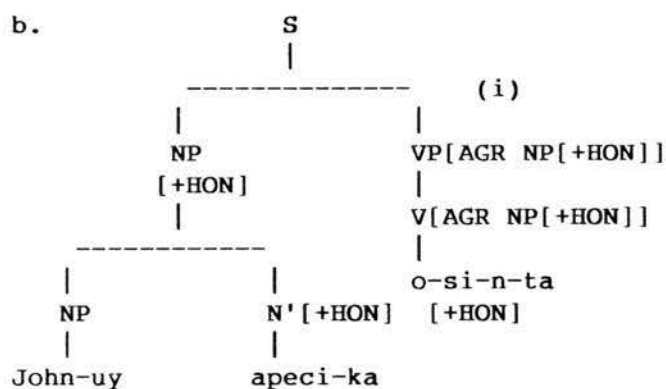 b. S
(i)
NP VP[AGR NP[+HON]]
[+HON]
V[AGR NP[+HON]]
o-si-n-ta
NP N'[+HON] [+HON]
John-uy apeci-ka